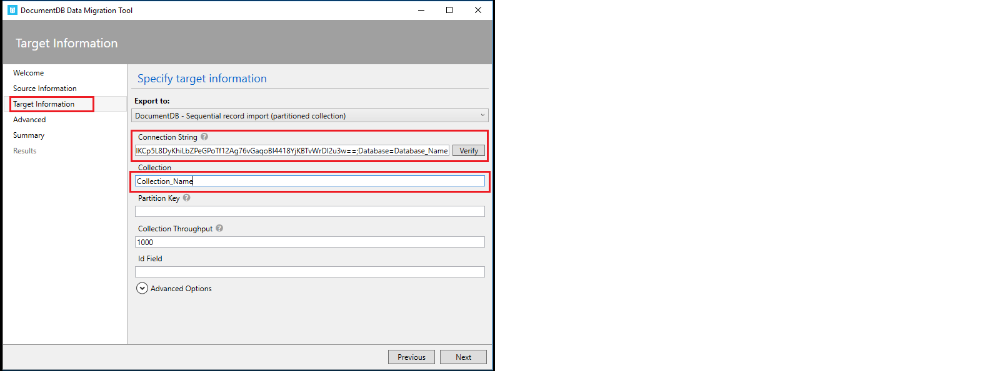 DocumentDB Data Migration Tool
Target Information
Welcome
Source Information
Target Information
Advanced
Summary
Results
Specify target information
Export to:
DocumentDB - Sequential record import (partitioned collection)
Connection String
IKCp5L8DyKhiLbZPeGPoTf12Ag76vGaqoBI4418YjKBTvWrDI2u3w==;Database=Database_Name
Verify
Collection
Collection_Name
Partition Key
Collection Throughput
1000
Id Field
Advanced Options
Previous
Next